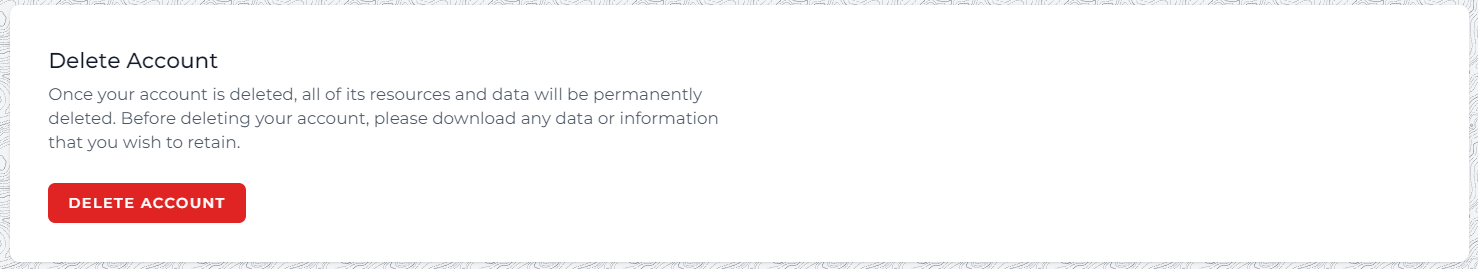 Delete Account
Once your account is deleted, all of its resources and data will be permanently
deleted. Before deleting your account, please download any data or information
that you wish to retain.
DELETE ACCOUNT